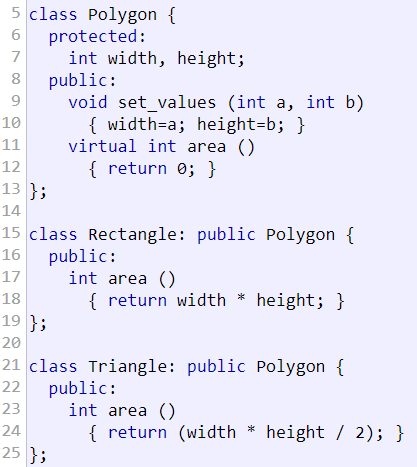 5 class Polygon {
6   protected:
7     int width, height;
8   public:
9     void set_values (int a, int b)
10       { width=a; height=b; }
11     virtual int area ()
12       { return 0; }
13 };
14
15 class Rectangle: public Polygon {
16   public:
17     int area ()
18       { return width * height; }
19 };
20
21 class Triangle: public Polygon {
22   public:
23     int area ()
24       { return (width * height / 2); }
25 };